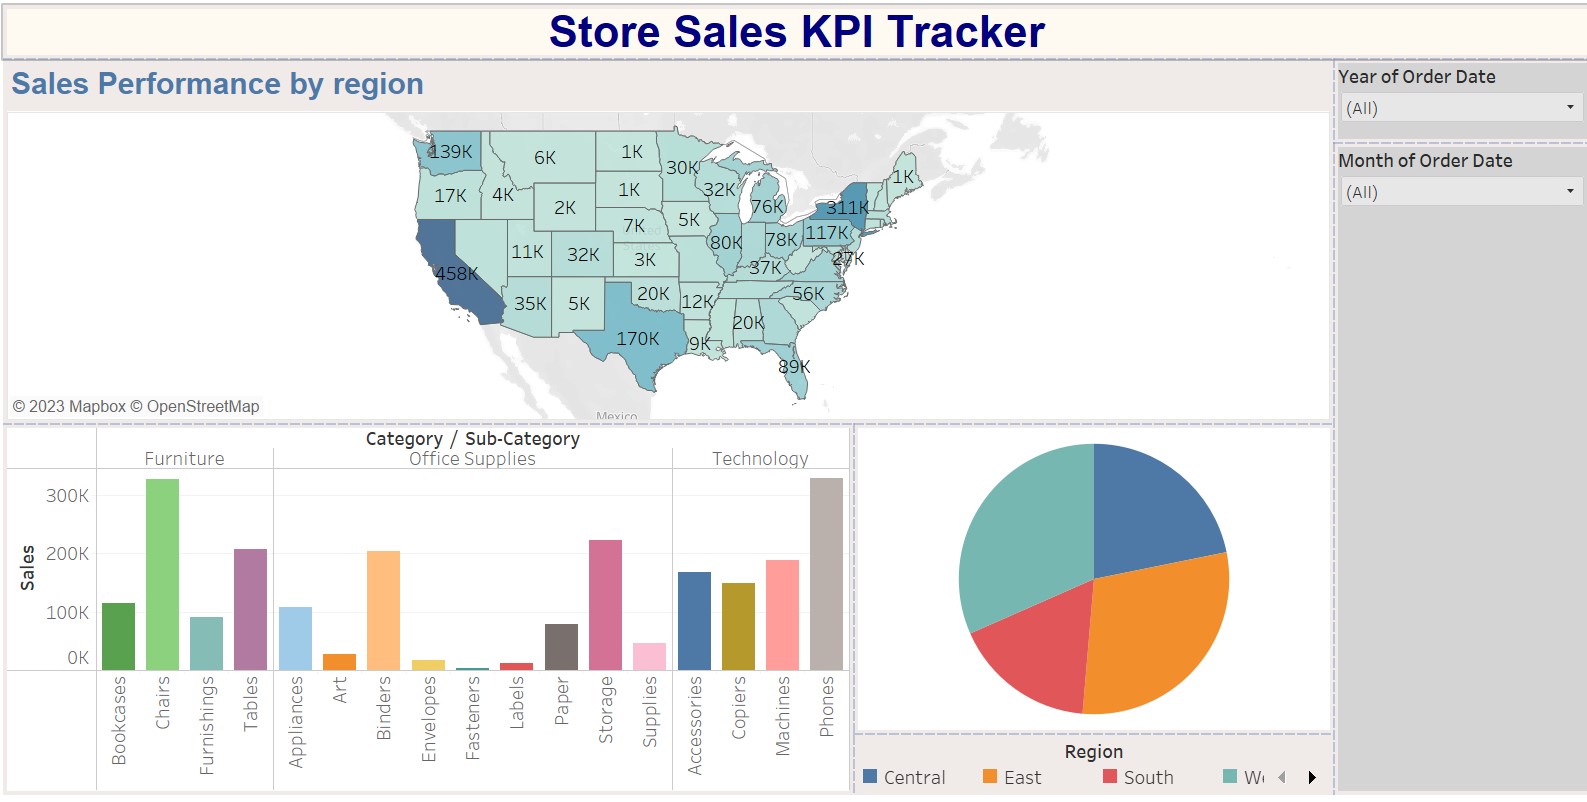 Store Sales KPI Tracker
Sales Performance by region
Year of Order Date
(All)
Month of Order Date
(All)
139K
6K
1K
30K
1K
17K
4K
1K
32K
76K
311K
2K
7K
5K
117K
11K
32K
80K
78K
27K
3K
37K
458K
35K
5K
20K
12K
56K
170K
20K
9K
89K
Mexico
© 2023 Mapbox © OpenStreetMap
Category / Sub-Category
Furniture
Office Supplies
Technology
Sales
300K
200K
100K
0K
Bookcases
Chairs
Furnishings
Tables
Appliances
Art
Binders
Envelopes
Fasteners
Labels
Paper
Storage
Supplies
Accessories
Copiers
Machines
Phones
Region
Central
East
South